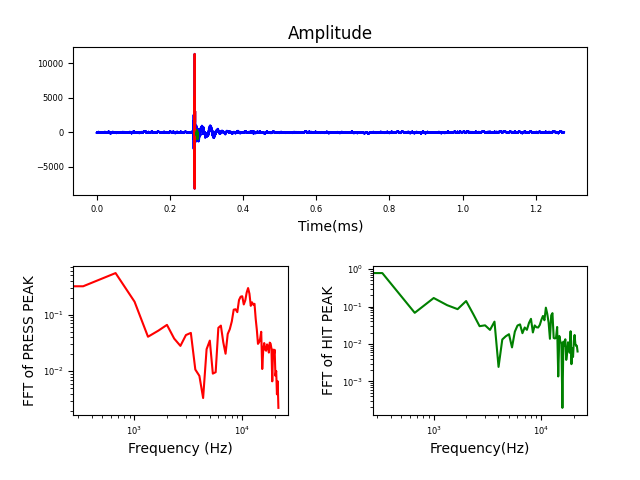 Amplitude
10000
5000
0
−5000
0.0 0.2 0.4 0.6 0.8 1.0 1.2
Time(ms)
FFT of PRESS PEAK
10⁻¹
10⁻²
10³ 10⁴
Frequency (Hz)
FFT of HIT PEAK
10⁰
10⁻¹
10⁻²
10⁻³
10³ 10⁴
Frequency(Hz)